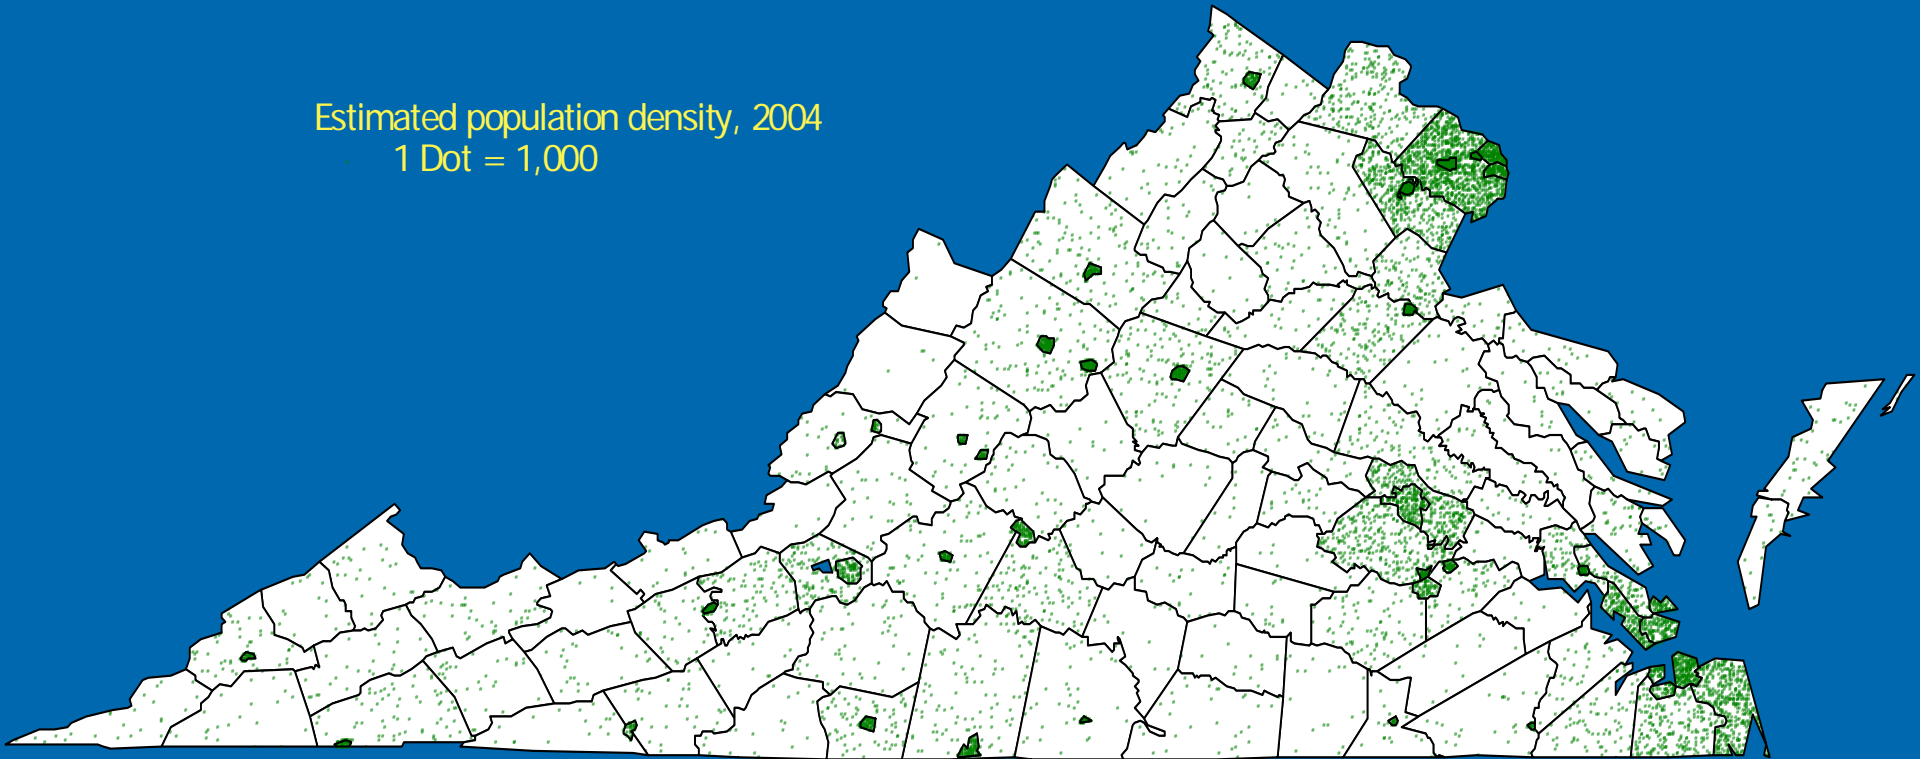 Estimated population density, 2004
1 Dot = 1,000